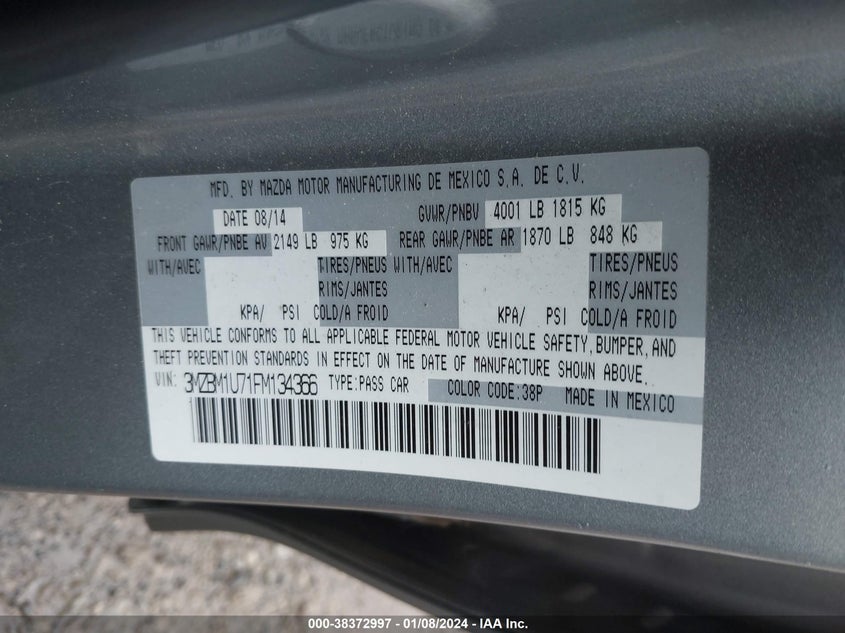 MFD. BY MAZDA MOTOR MANUFACTURING DE MEXICO S.A. DE C.V.
DATE 08/14 GVWR/PNBV 4001 LB 1815 KG
FRONT GAWR/PNBE AV 2149 LB 975 KG REAR GAWR/PNBE AR 1870 LB 848 KG
WITH/AVEC TIRES/PNEUS WITH/AVEC TIRES/PNEUS
RIMS/JANTES RIMS/JANTES
KPA/ PSI COLD/A FROID KPA/ PSI COLD/A FROID
THIS VEHICLE CONFORMS TO ALL APPLICABLE FEDERAL MOTOR VEHICLE SAFETY, BUMPER, AND
THEFT PREVENTION STANDARDS IN EFFECT ON THE DATE OF MANUFACTURE SHOWN ABOVE.
VIN: 3MZBM1U71FM134366 TYPE:PASS CAR COLOR CODE:38P MADE IN MEXICO
000-38372997 - 01/08/2024 - IAA Inc.